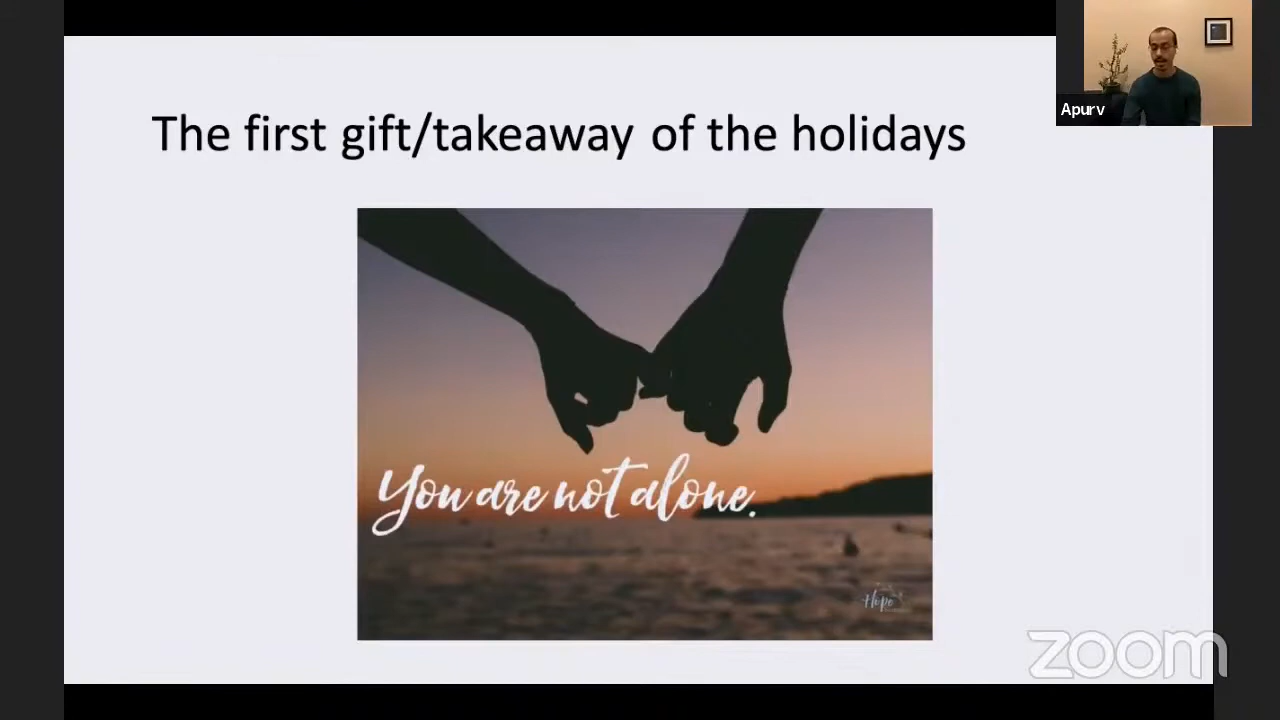 The first gift/takeaway of the holidays
Apurv
You are not alone.
Hope
zoom